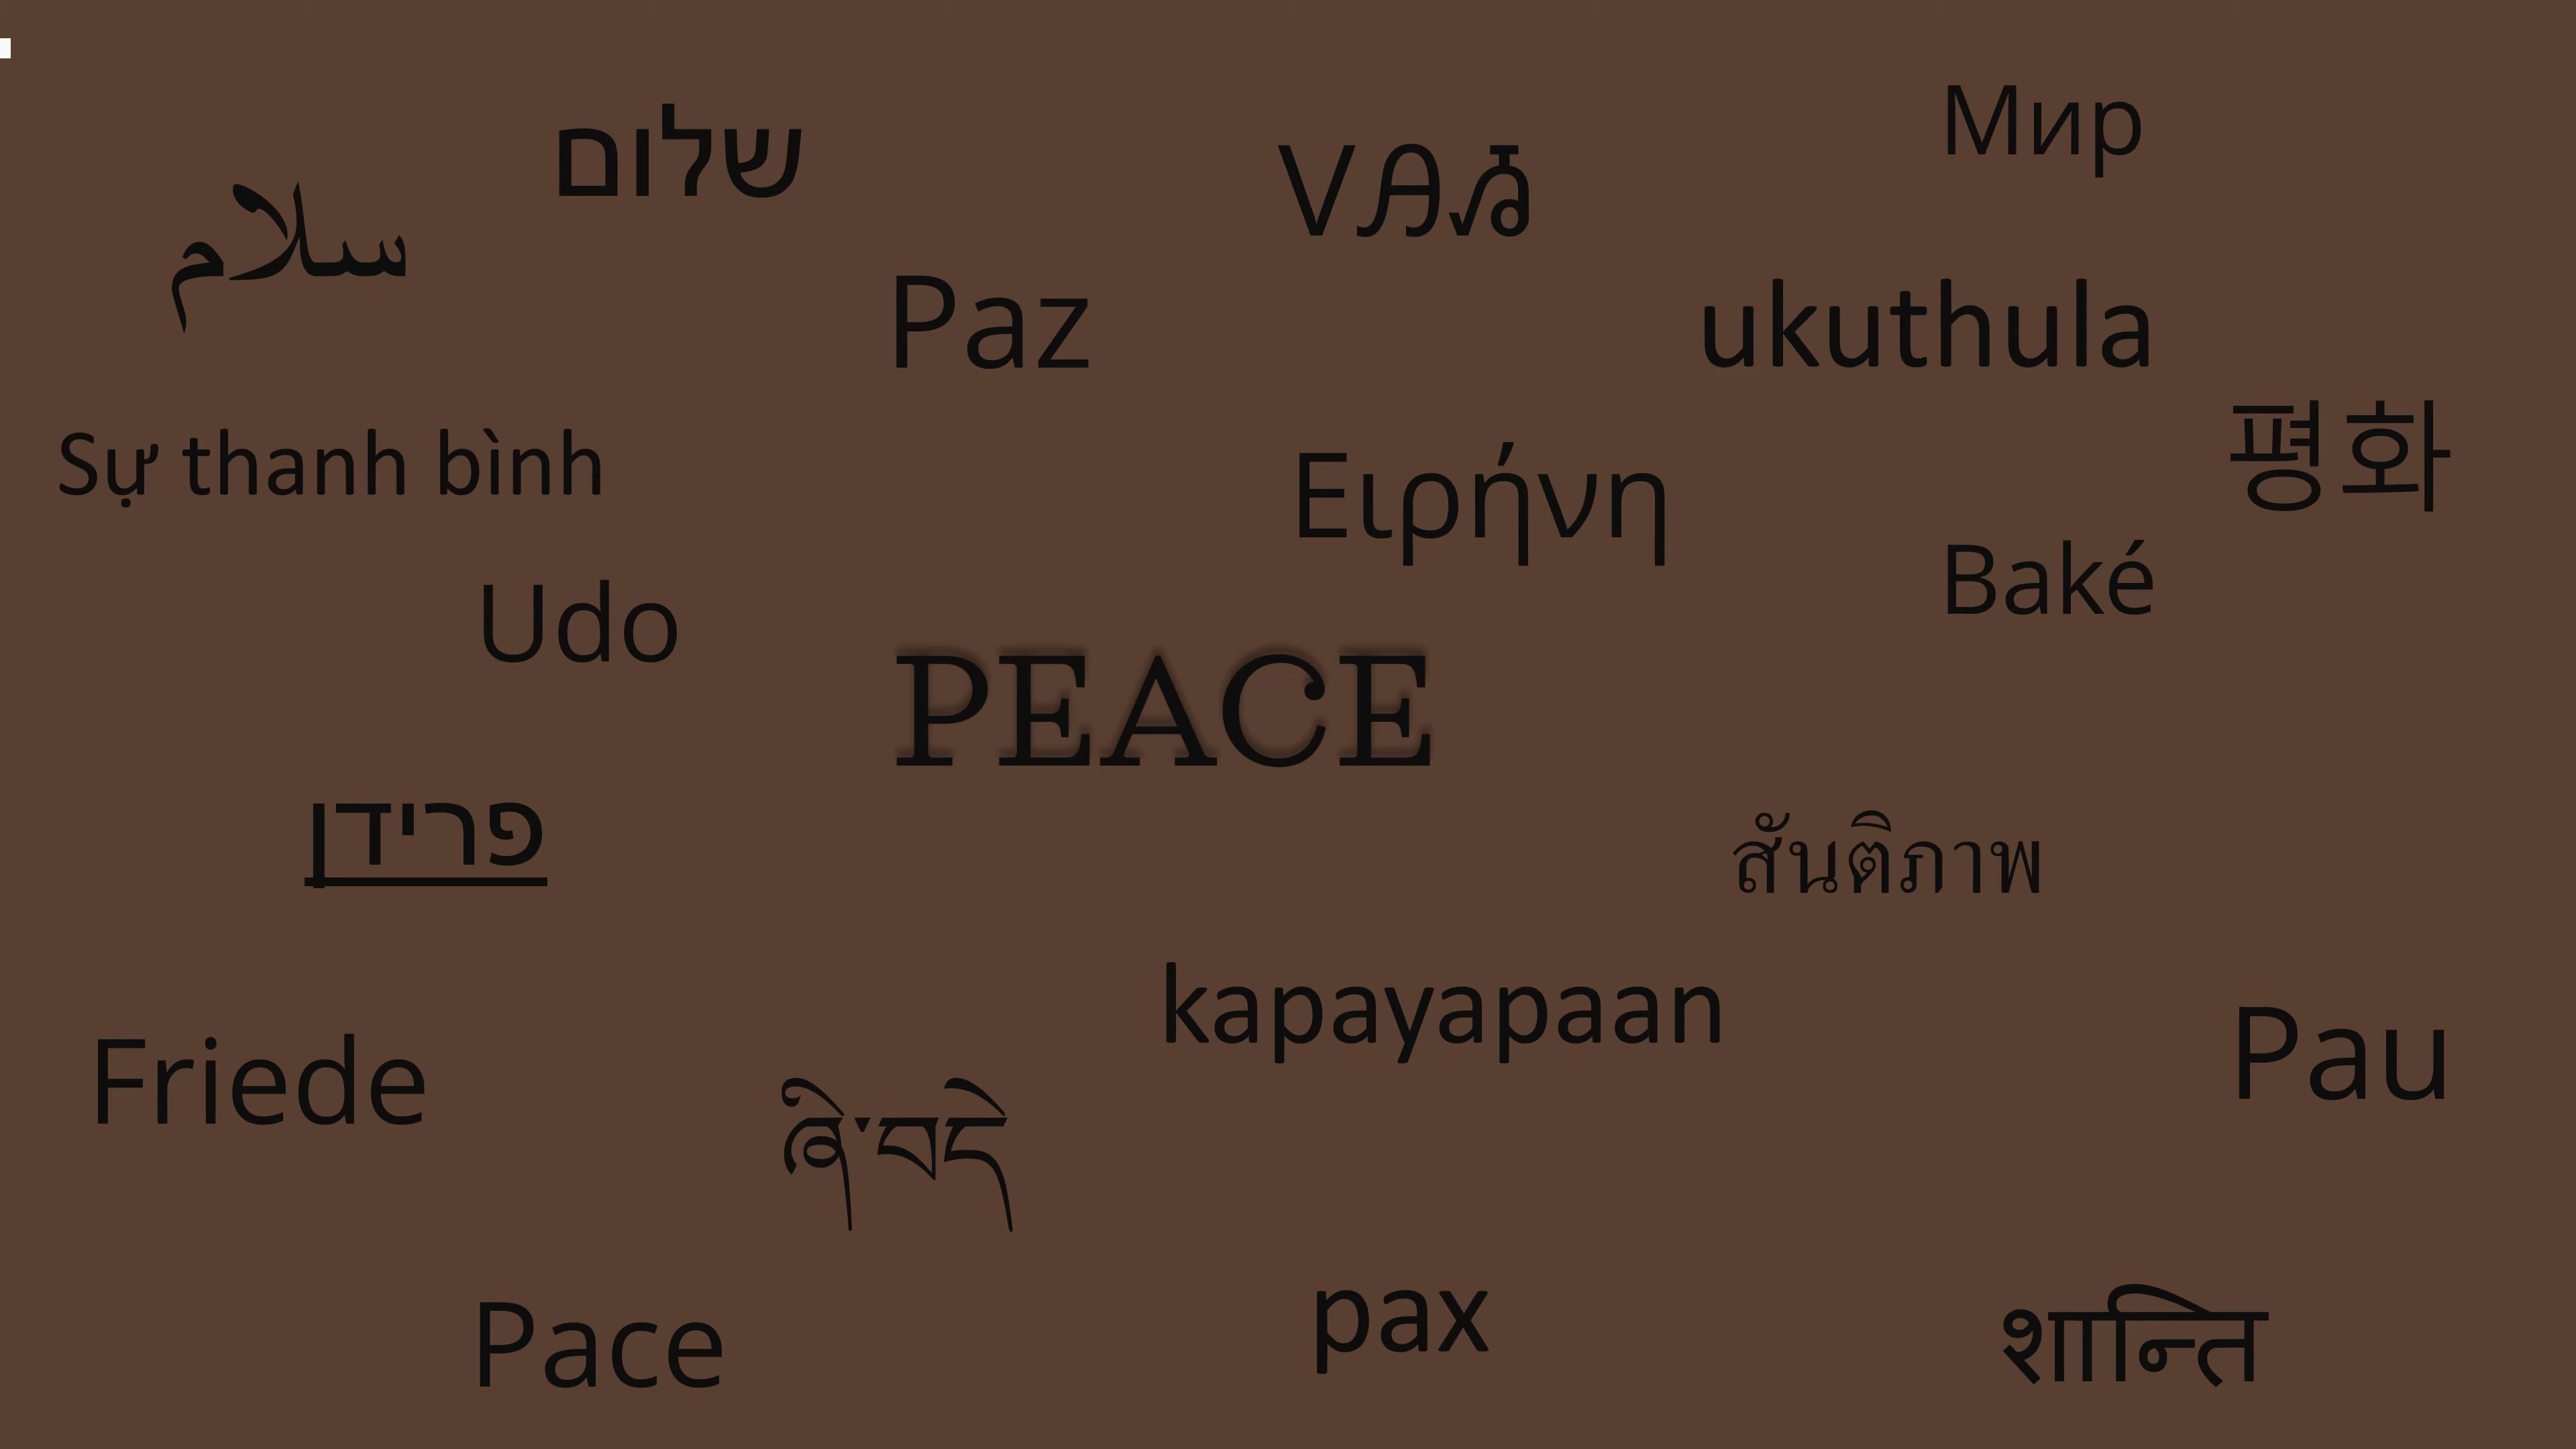 Мир
שלום
ᏙᎯᏱ
سلام
Paz
ukuthula
Sự thanh bình
평화
Ειρήνη
Baké
Udo
PEACE
פרידן
สันติภาพ
kapayapaan
Friede
Pau
ཞི་བདེ
Pace
pax
शान्ति